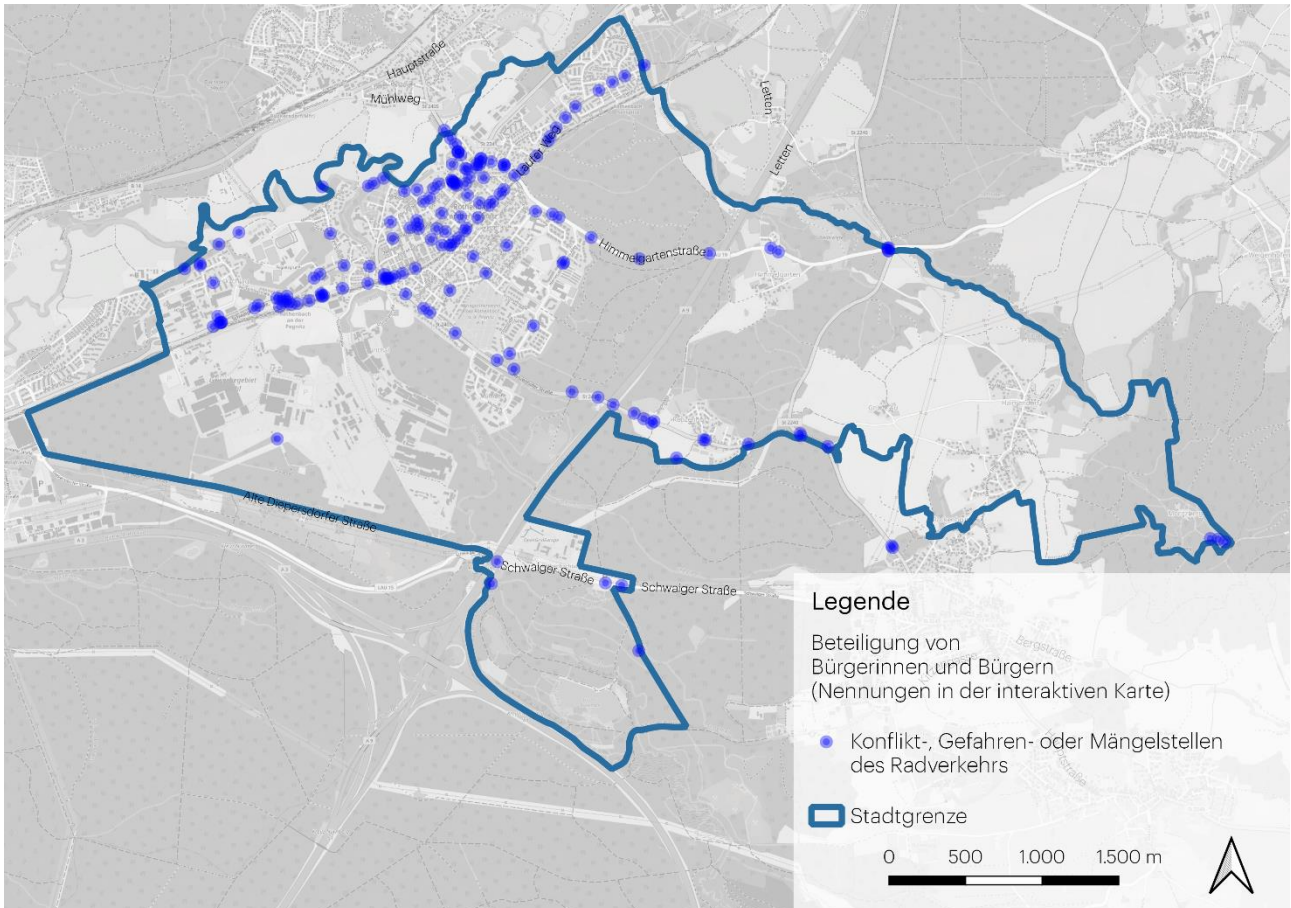 Hauptstraße
Mühlweg
Letten
Laufer Weg
Letten
Himmelgartenstraße
Alte Diepersdorfer Straße
Schwaiger Straße
Schwaiger Straße
Legende
Beteiligung von
Bürgerinnen und Bürgern
(Nennungen in der interaktiven Karte)
Konflikt-, Gefahren- oder Mängelstellen
des Radverkehrs
Stadtgrenze
0 500 1.000 1.500 m